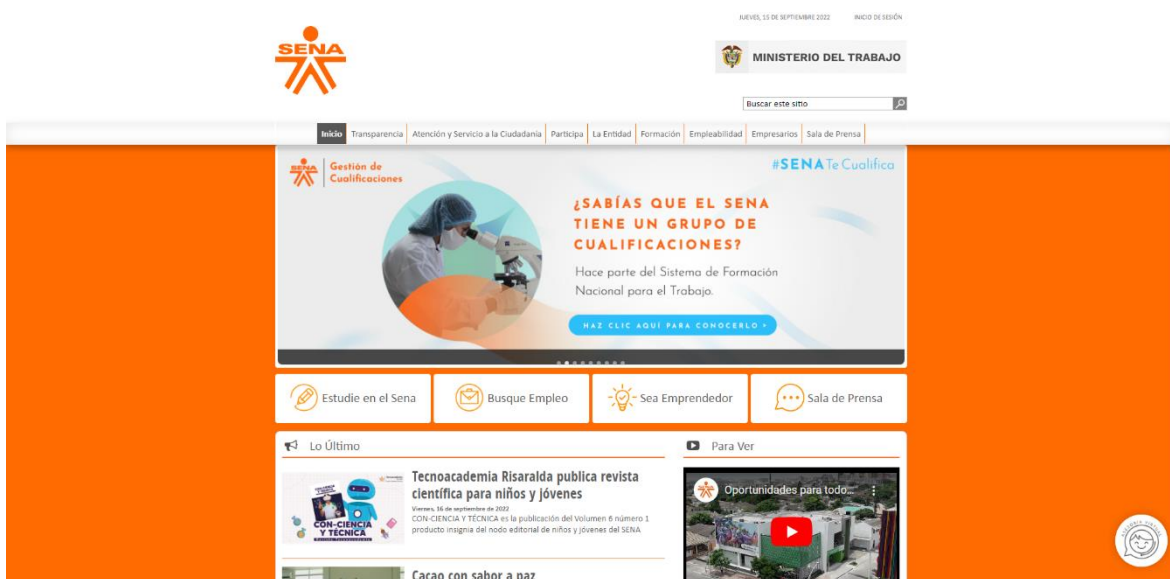 JUEVES, 15 DE SEPTIEMBRE 2022 INICIO DE SESIÓN
SENA
MINISTERIO DEL TRABAJO
Buscar este sitio
Inicio Transparencia Atención y Servicio a la Ciudadanía Participa La Entidad Formación Empleabilidad Empresarios Sala de Prensa
SENA
Gestión de
Cualificaciones
#SENATeCualifica
¿SABÍAS QUE EL SENA
TIENE UN GRUPO DE
CUALIFICACIONES?
Hace parte del Sistema de Formación
Nacional para el Trabajo.
HAZ CLIC AQUÍ PARA CONOCERLO
Estudie en el Sena Busque Empleo Sea Emprendedor Sala de Prensa
Lo Último
Tecnoacademia Risaralda publica revista
científica para niños y jóvenes
Viernes, 16 de septiembre de 2022
CON-CIENCIA Y TÉCNICA es la publicación del Volumen 6 número 1
producto insignia del nodo editorial de niños y jóvenes del SENA
CON-CIENCIA
Y TÉCNICA
Cacao con sabor a paz
Para Ver
Oportunidades para todo...